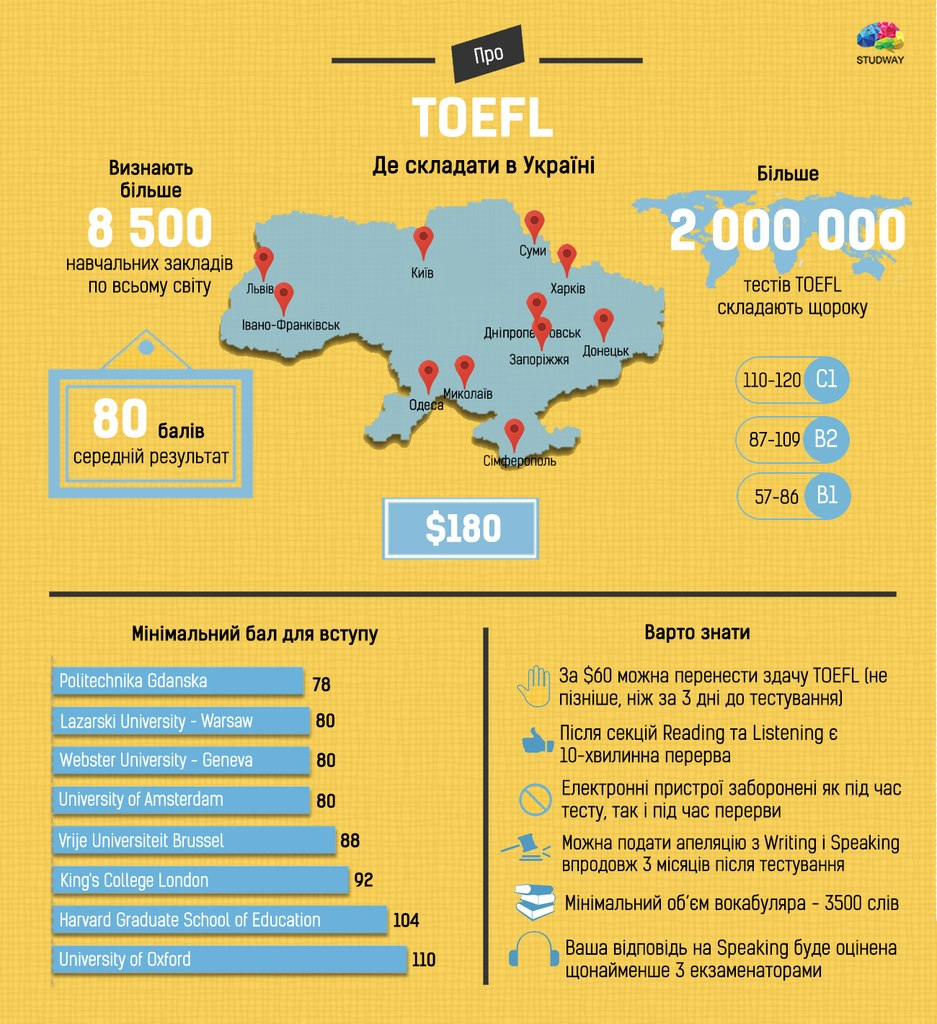 Про
STUDWAY
TOEFL
Де складати в Україні
Визнають
більше
8 500
навчальних закладів
по всьому світу
Більше
2 000 000
тестів TOEFL
складають щороку
Суми
Київ
Харків
Львів
Івано-Франківськ
Дніпропетровськ
Запоріжжя
Донецьк
Миколаїв
Одеса
Сімферополь
80 балів
середній результат
110-120 C1
87-109 B2
57-86 B1
$180
Мінімальний бал для вступу
Politechnika Gdanska 78
Lazarski University - Warsaw 80
Webster University - Geneva 80
University of Amsterdam 80
Vrije Universiteit Brussel 88
King's College London 92
Harvard Graduate School of Education 104
University of Oxford 110
Варто знати
За $60 можна перенести здачу TOEFL (не
пізніше, ніж за 3 дні до тестування)
Після секцій Reading та Listening є
10-хвилинна перерва
Електронні пристрої заборонені як під час
тесту, так і під час перерви
Можна подати апеляцію з Writing і Speaking
впродовж 3 місяців після тестування
Мінімальний об'єм вокабуляра - 3500 слів
Ваша відповідь на Speaking буде оцінена
щонайменше 3 екзаменаторами